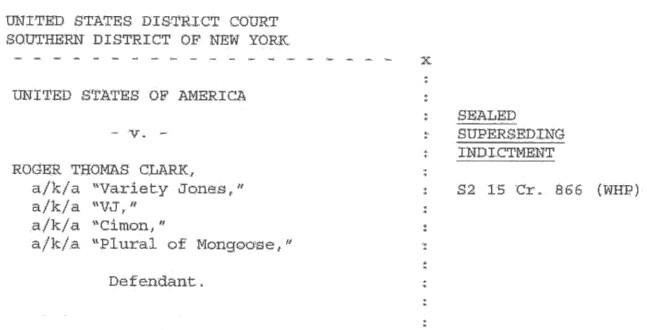 UNITED STATES DISTRICT COURT
SOUTHERN DISTRICT OF NEW YORK
- - - - - - - - - - - - - - - - - - - - x
:
UNITED STATES OF AMERICA :
: SEALED
- v. - : SUPERSEDING
: INDICTMENT
ROGER THOMAS CLARK, :
a/k/a "Variety Jones," : S2 15 Cr. 866 (WHP)
a/k/a "VJ," :
a/k/a "Cimon," :
a/k/a "Plural of Mongoose," :
:
Defendant. :
:
: